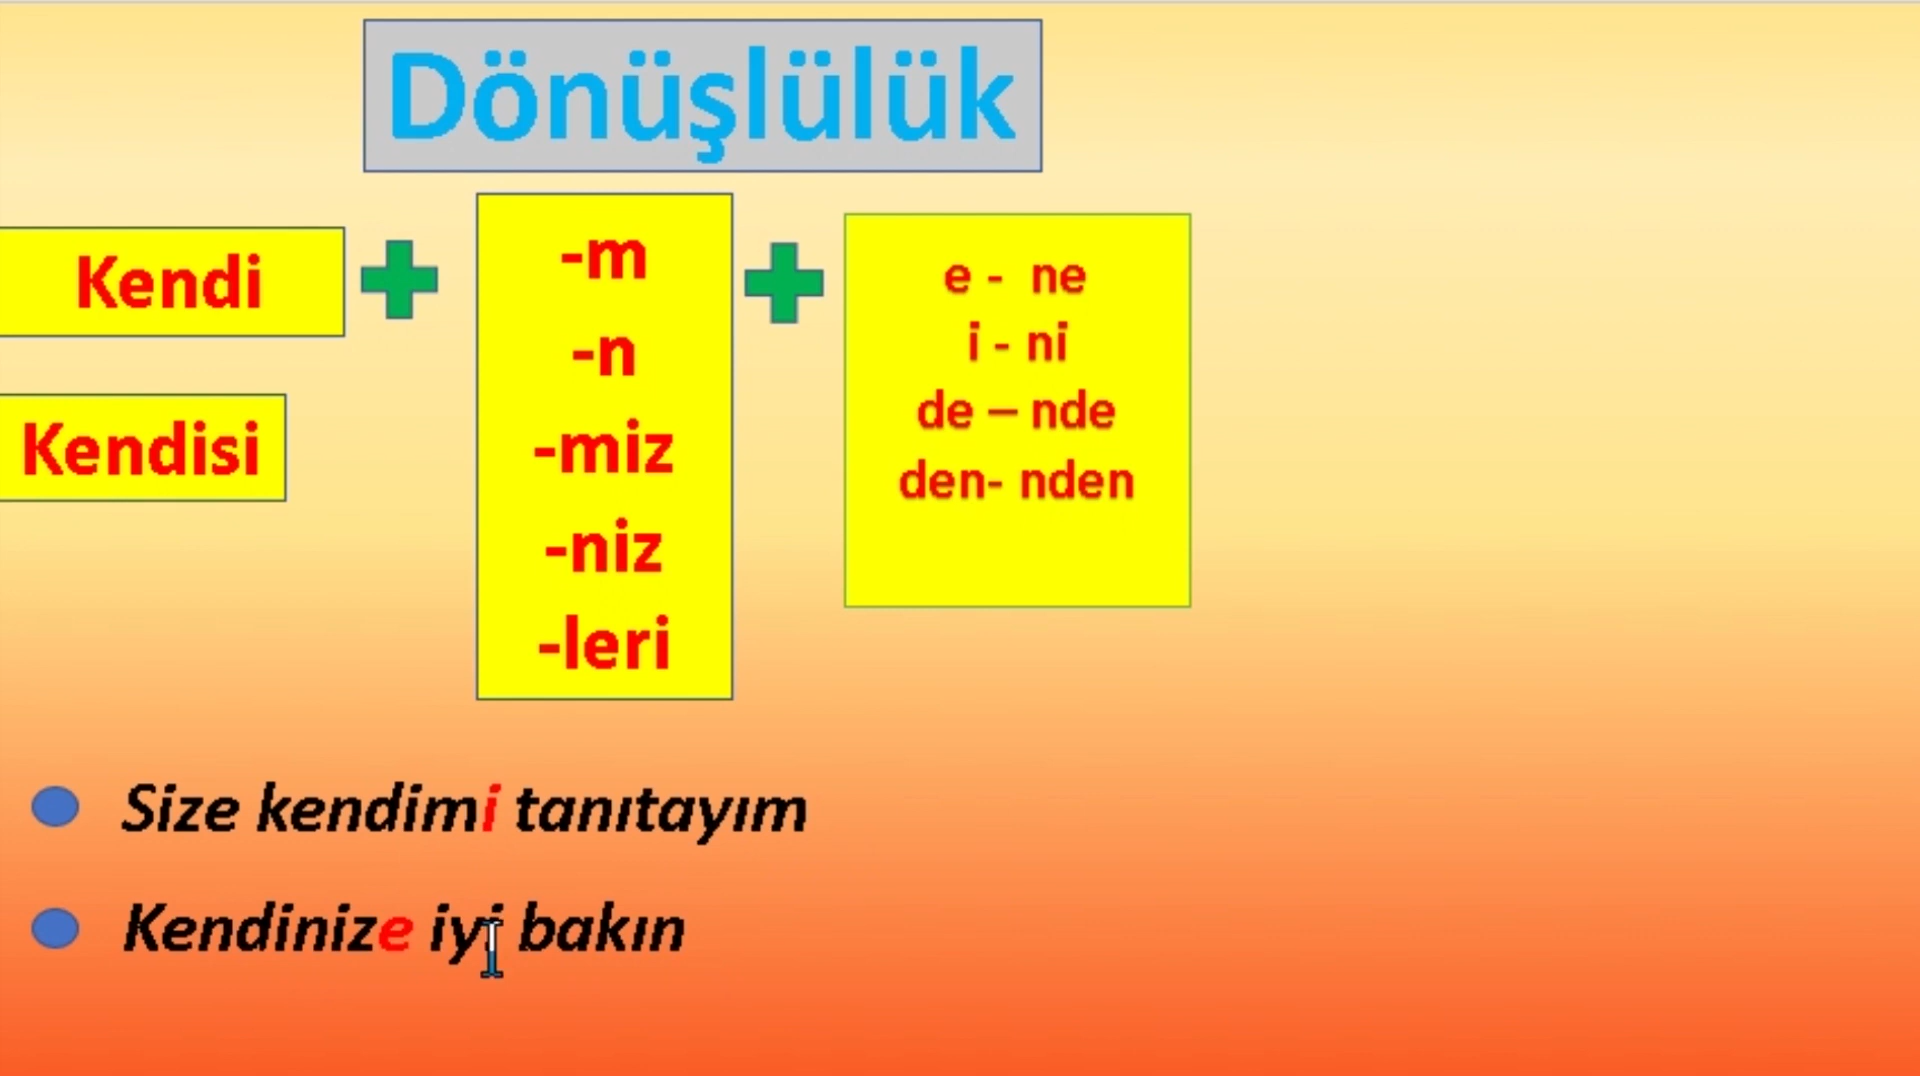 Dönüşlülük
Kendi
Kendisi
-m
-n
-miz
-niz
-leri
e - ne
i - ni
de – nde
den- nden
Size kendimi tanıtayım
Kendinize iyi bakın